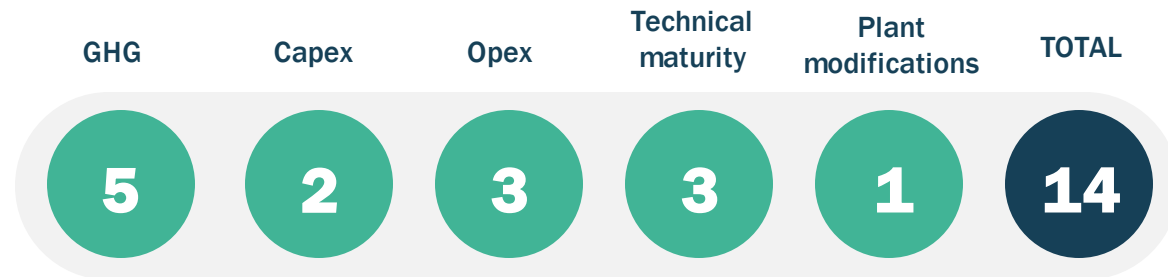 GHG
Capex
Opex
Technical
maturity
Plant
modifications
TOTAL
5
2
3
3
1
14